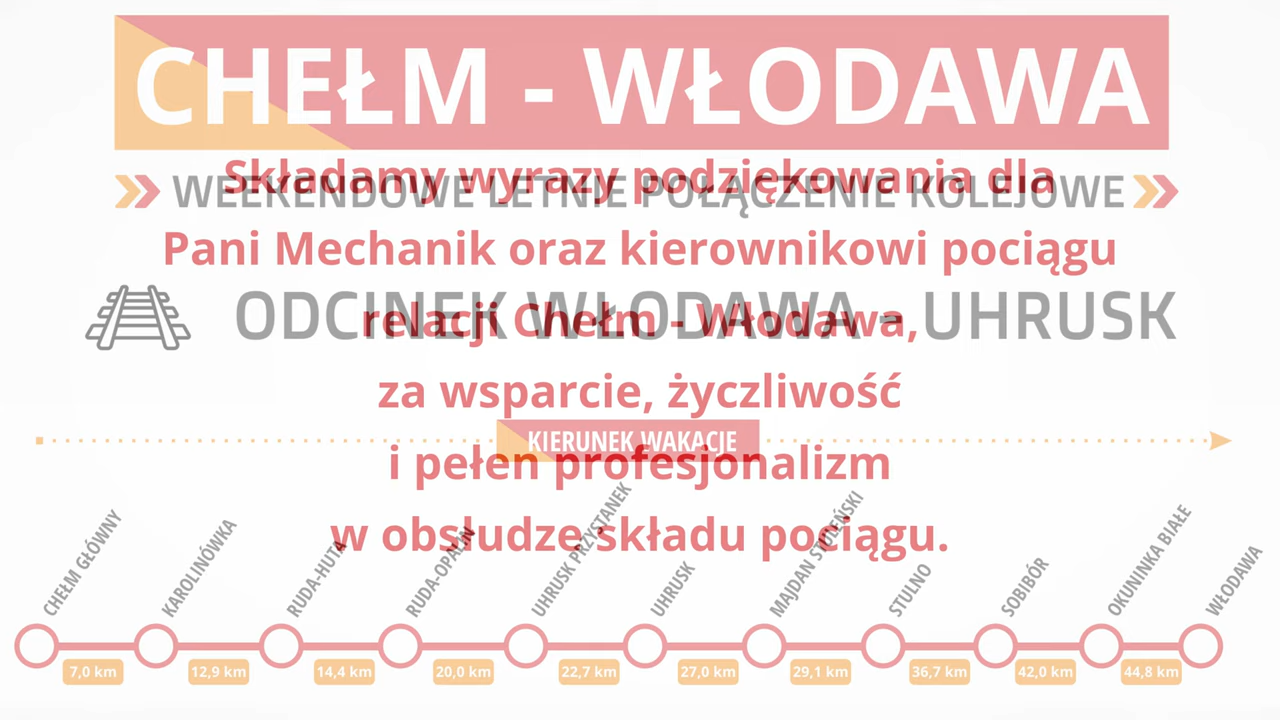 CHEŁM - WŁODAWA
Składamy wyrazy podziękowania dla
WEEKENDOWE LETNIE POŁĄCZENIE KOLEJOWE
Pani Mechanik oraz kierownikowi pociągu
ODCINEK WŁODAWA - UHRUSK
relacji Chełm - Włodawa,
za wsparcie, życzliwość
KIERUNEK WAKACJE
i pełen profesjonalizm
w obsłudze składu pociągu.
CHEŁM GŁÓWNY
KAROLINÓWKA
RUDA-HUTA
RUDA-OPALIN
UHRUSK PRZYSTANEK
UHRUSK
MAJDAN STULEŃSKI
STULNO
SOBIBÓR
OKUNINKA BIAŁE
WŁODAWA
7,0 km
12,9 km
14,4 km
20,0 km
22,7 km
27,0 km
29,1 km
36,7 km
42,0 km
44,8 km